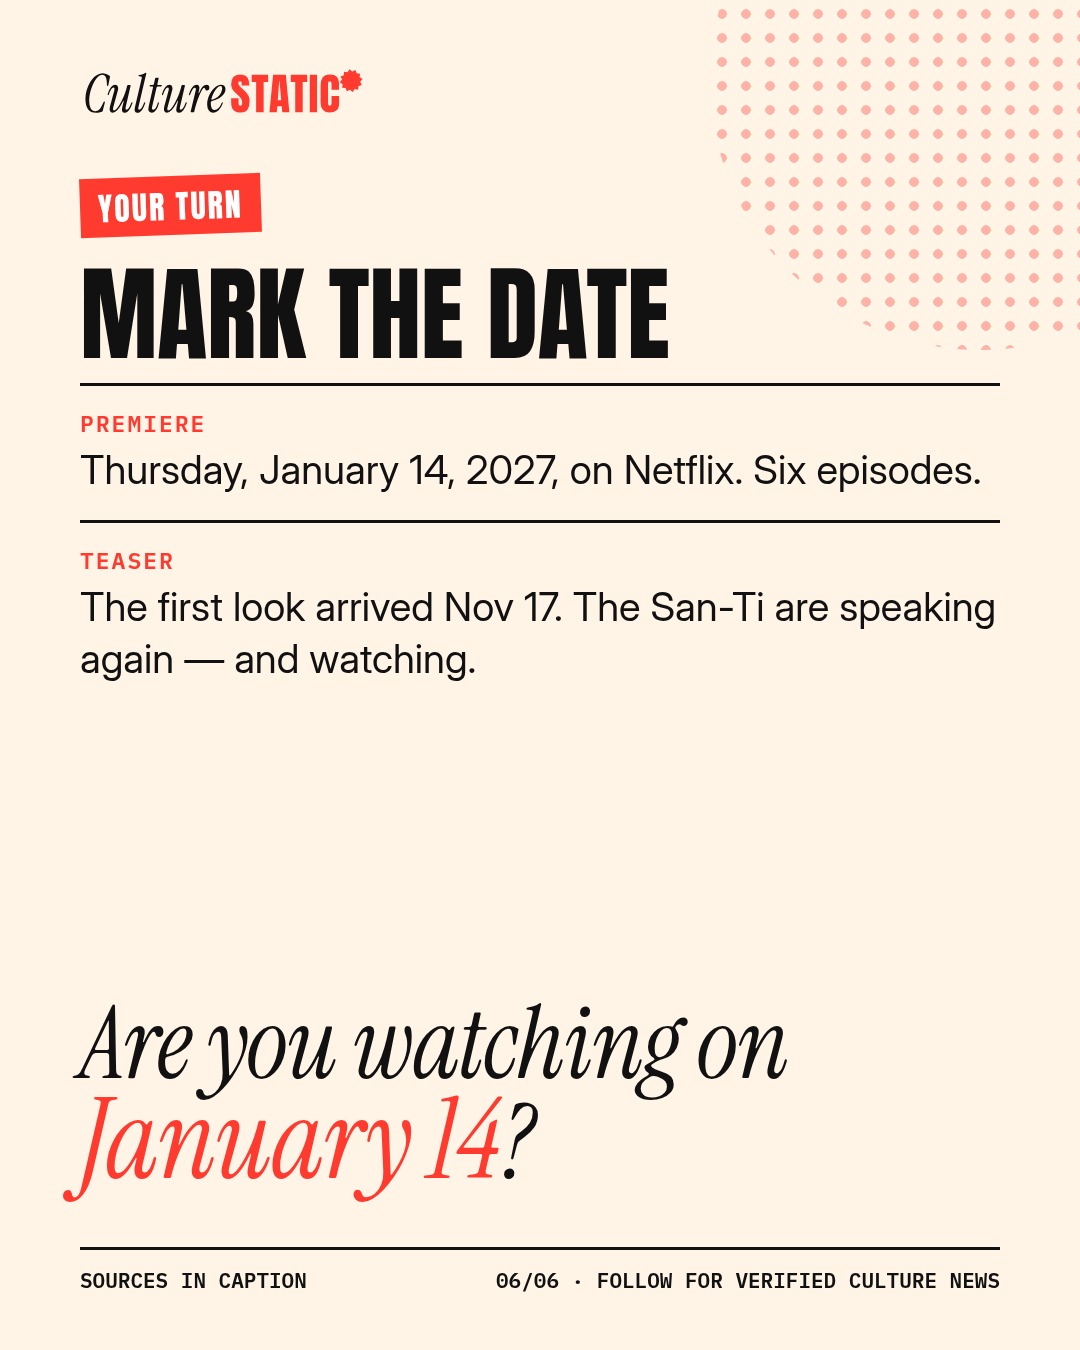 Culture STATIC
YOUR TURN
MARK THE DATE
PREMIERE
Thursday, January 14, 2027, on Netflix. Six episodes.
TEASER
The first look arrived Nov 17. The San-Ti are speaking
again — and watching.
Are you watching on
January 14?
SOURCES IN CAPTION
06/06 · FOLLOW FOR VERIFIED CULTURE NEWS